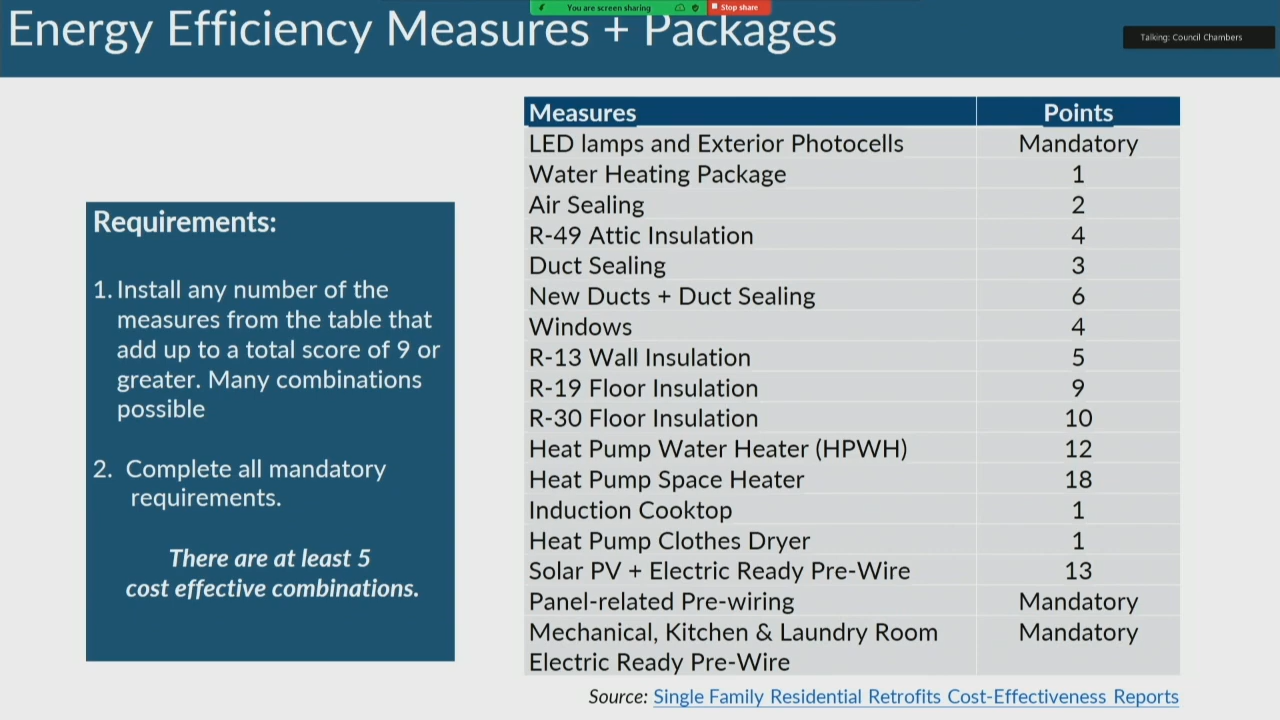 You are screen sharing
Stop share
Energy Efficiency Measures + Packages
Talking: Council Chambers
Requirements:
1. Install any number of the
measures from the table that
add up to a total score of 9 or
greater. Many combinations
possible
2. Complete all mandatory
requirements.
There are at least 5
cost effective combinations.
Measures Points
LED lamps and Exterior Photocells Mandatory
Water Heating Package 1
Air Sealing 2
R-49 Attic Insulation 4
Duct Sealing 3
New Ducts + Duct Sealing 6
Windows 4
R-13 Wall Insulation 5
R-19 Floor Insulation 9
R-30 Floor Insulation 10
Heat Pump Water Heater (HPWH) 12
Heat Pump Space Heater 18
Induction Cooktop 1
Heat Pump Clothes Dryer 1
Solar PV + Electric Ready Pre-Wire 13
Panel-related Pre-wiring Mandatory
Mechanical, Kitchen & Laundry Room Mandatory
Electric Ready Pre-Wire
Source: Single Family Residential Retrofits Cost-Effectiveness Reports